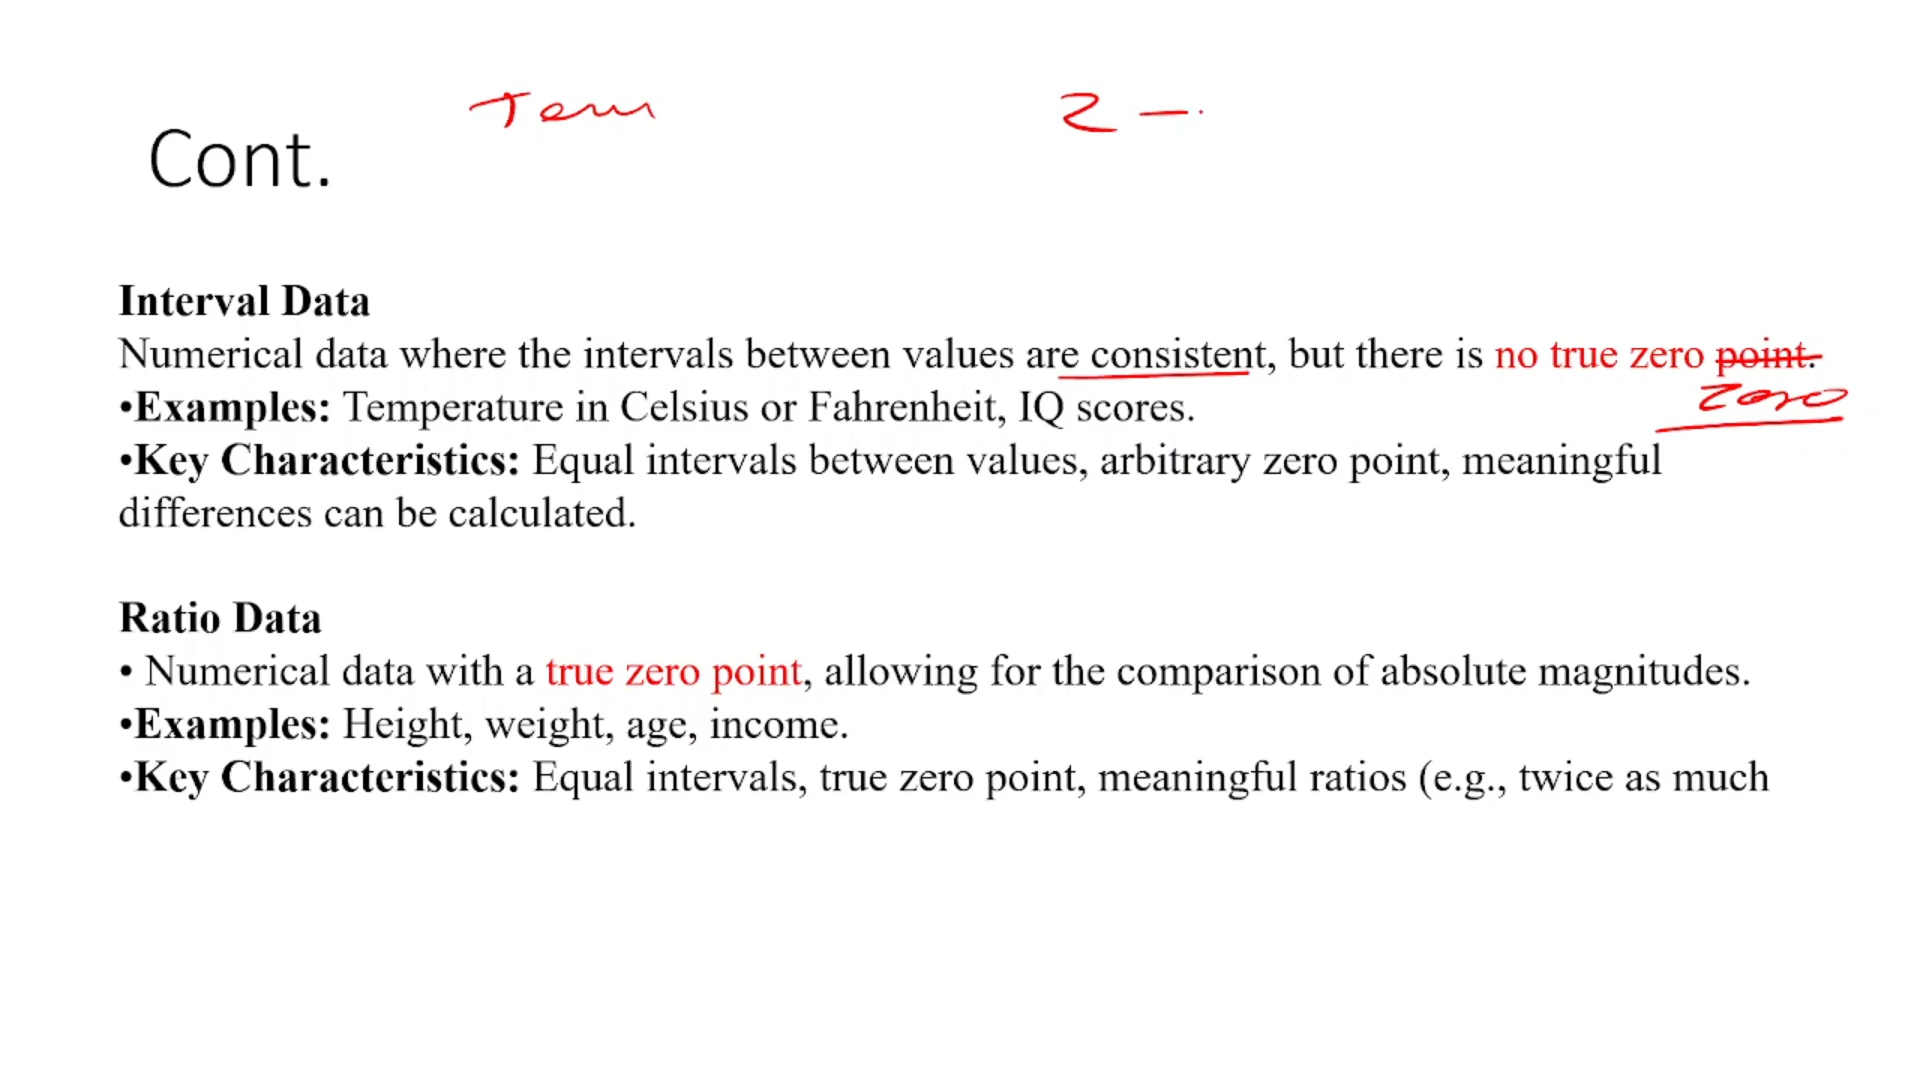 Tem 2 -
Cont.
Interval Data
Numerical data where the intervals between values are consistent, but there is no true zero point.
•Examples: Temperature in Celsius or Fahrenheit, IQ scores.
zero
•Key Characteristics: Equal intervals between values, arbitrary zero point, meaningful
differences can be calculated.
Ratio Data
• Numerical data with a true zero point, allowing for the comparison of absolute magnitudes.
•Examples: Height, weight, age, income.
•Key Characteristics: Equal intervals, true zero point, meaningful ratios (e.g., twice as much